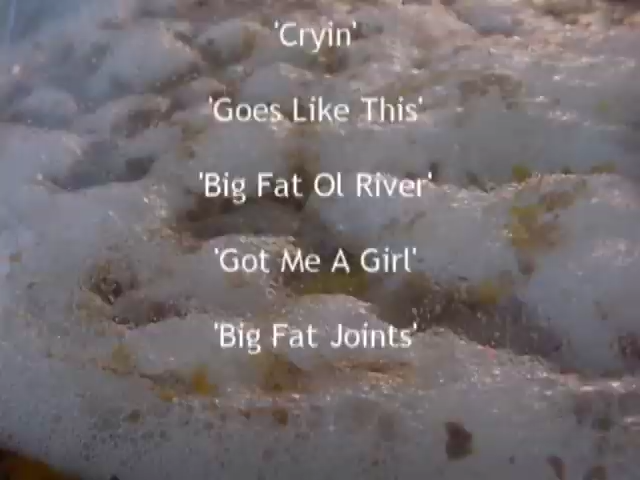 'Cryin'
'Goes Like This'
'Big Fat Ol River'
'Got Me A Girl'
'Big Fat Joints'